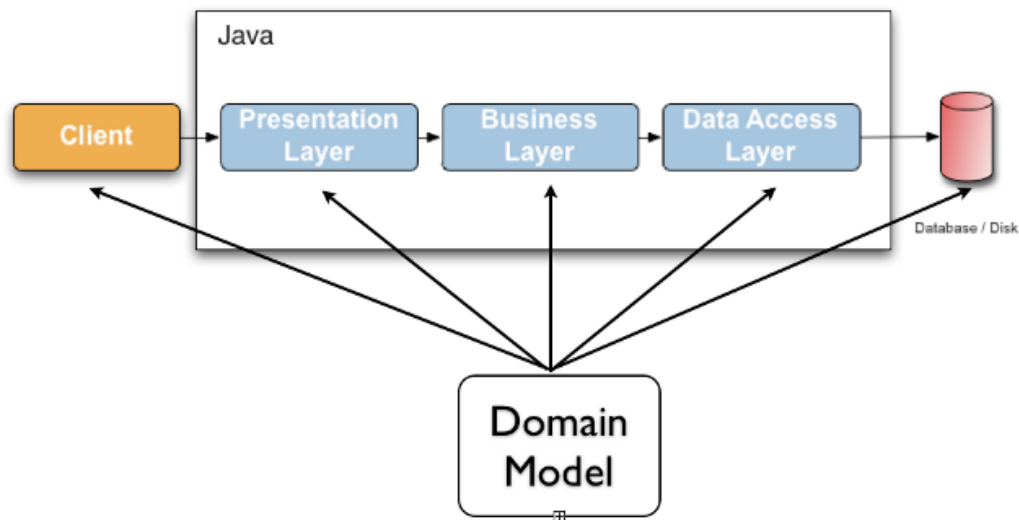 Java
Client
Presentation
Layer
Business
Layer
Data Access
Layer
Database / Disk
Domain
Model